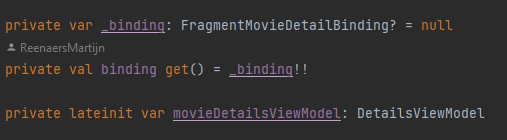 private var _binding: FragmentMovieDetailBinding? = null
ReenaersMartijn
private val binding get() = _binding!!
private lateinit var movieDetailsViewModel: DetailsViewModel